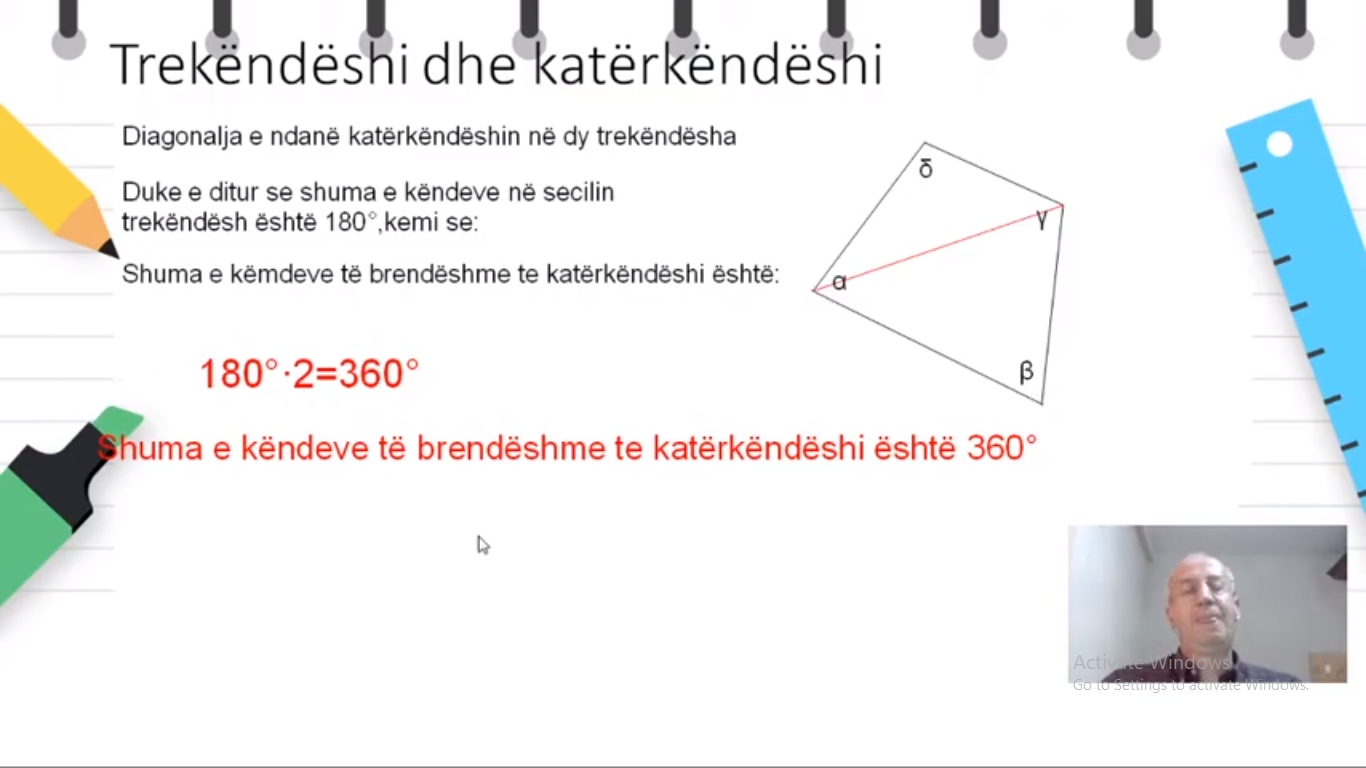 Trekëndëshi dhe katërkëndëshi
Diagonalja e ndanë katërkëndëshin në dy trekëndësha
Duke e ditur se shuma e këndeve në secilin
trekëndësh është 180°,kemi se:
Shuma e këmdeve të brendëshme te katërkëndëshi është:
δ
γ
α
β
180°·2=360°
Shuma e këndeve të brendëshme te katërkëndëshi është 360°
Activate Windows
Go to Settings to activate Windows.